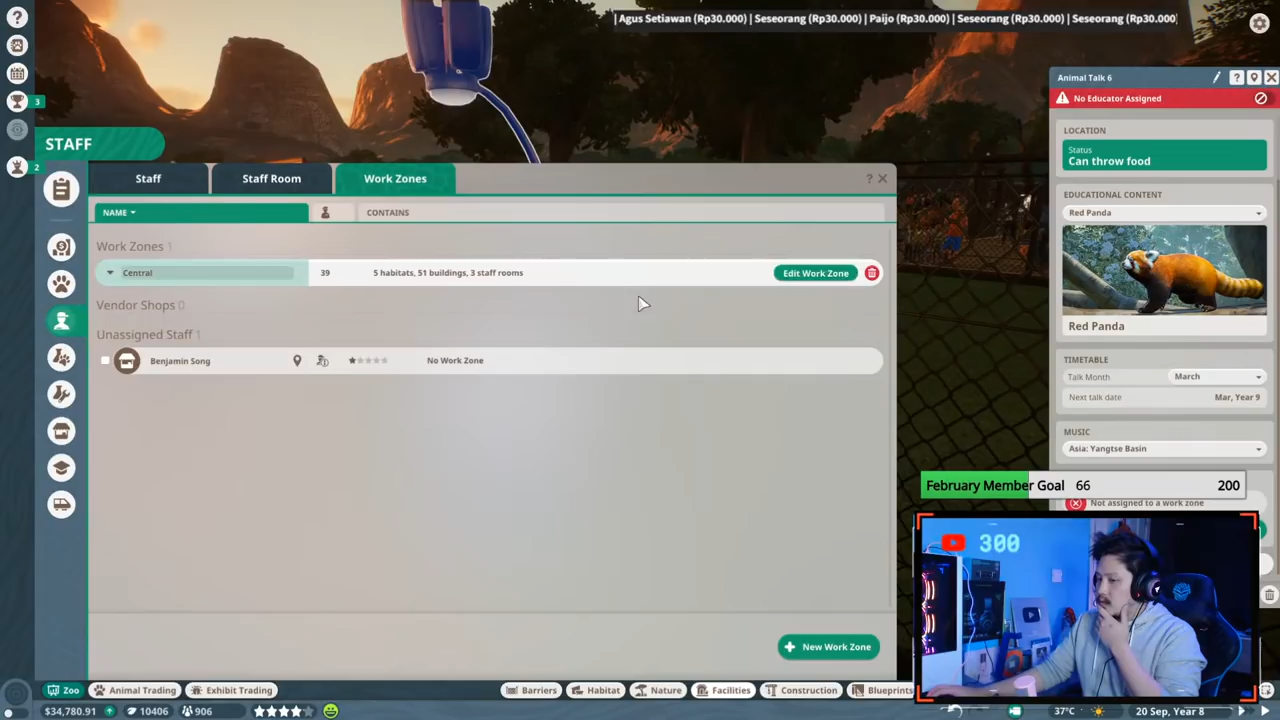 | Agus Setiawan (Rp30.000) | Seseorang (Rp30.000) | Paijo (Rp30.000) | Seseorang (Rp30.000) | Seseorang (Rp30.000)
?
3
2
STAFF
Staff
Staff Room
Work Zones
?
NAME
CONTAINS
Work Zones 1
Central
39
5 habitats, 51 buildings, 3 staff rooms
Edit Work Zone
Vendor Shops 0
Unassigned Staff 1
Benjamin Song
No Work Zone
+ New Work Zone
Animal Talk 6
?
No Educator Assigned
LOCATION
Status
Can throw food
EDUCATIONAL CONTENT
Red Panda
Red Panda
TIMETABLE
Talk Month
March
Next talk date
Mar, Year 9
MUSIC
Asia: Yangtse Basin
February Member Goal 66
200
Not assigned to a work zone
300
Zoo
Animal Trading
Exhibit Trading
Barriers
Habitat
Nature
Facilities
Construction
Blueprints
$34,780.91
10406
906
37°C
20 Sep, Year 8